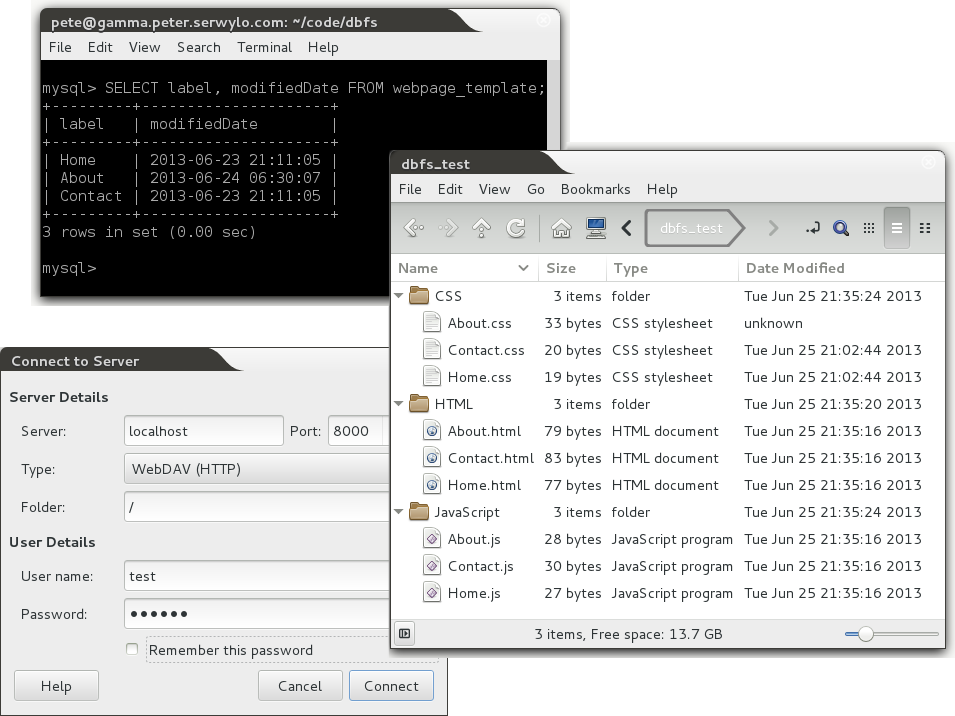 pete@gamma.peter.serwylo.com: ~/code/dbfs
File Edit View Search Terminal Help
mysql> SELECT label, modifiedDate FROM webpage_template;
+---------+---------------------+
| label   | modifiedDate        |
+---------+---------------------+
| Home    | 2013-06-23 21:11:05 |
| About   | 2013-06-24 06:30:07 |
| Contact | 2013-06-23 21:11:05 |
+---------+---------------------+
3 rows in set (0.00 sec)
mysql>
dbfs_test
File Edit View Go Bookmarks Help
dbfs_test
Name Size Type Date Modified
CSS 3 items folder Tue Jun 25 21:35:24 2013
About.css 33 bytes CSS stylesheet unknown
Contact.css 20 bytes CSS stylesheet Tue Jun 25 21:02:44 2013
Home.css 19 bytes CSS stylesheet Tue Jun 25 21:02:44 2013
HTML 3 items folder Tue Jun 25 21:35:20 2013
About.html 79 bytes HTML document Tue Jun 25 21:35:16 2013
Contact.html 83 bytes HTML document Tue Jun 25 21:35:16 2013
Home.html 77 bytes HTML document Tue Jun 25 21:35:16 2013
JavaScript 3 items folder Tue Jun 25 21:35:24 2013
About.js 28 bytes JavaScript program Tue Jun 25 21:35:16 2013
Contact.js 30 bytes JavaScript program Tue Jun 25 21:35:16 2013
Home.js 27 bytes JavaScript program Tue Jun 25 21:35:16 2013
3 items, Free space: 13.7 GB
Connect to Server
Server Details
Server: localhost Port: 8000
Type: WebDAV (HTTP)
Folder: /
User Details
User name: test
Password: ••••••
Remember this password
Help Cancel Connect